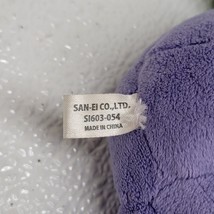 SAN-EI CO.,LTD.
SI603-054
MADE IN CHINA